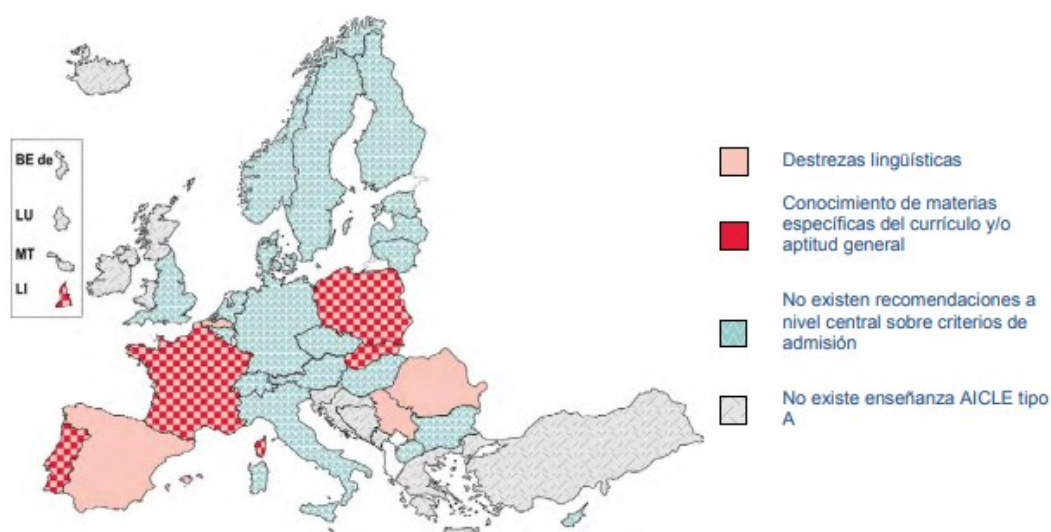 BE de
LU
MT
LI
Destrezas lingüísticas
Conocimiento de materias
específicas del currículo y/o
aptitud general
No existen recomendaciones a
nivel central sobre criterios de
admisión
No existe enseñanza AICLE tipo
A